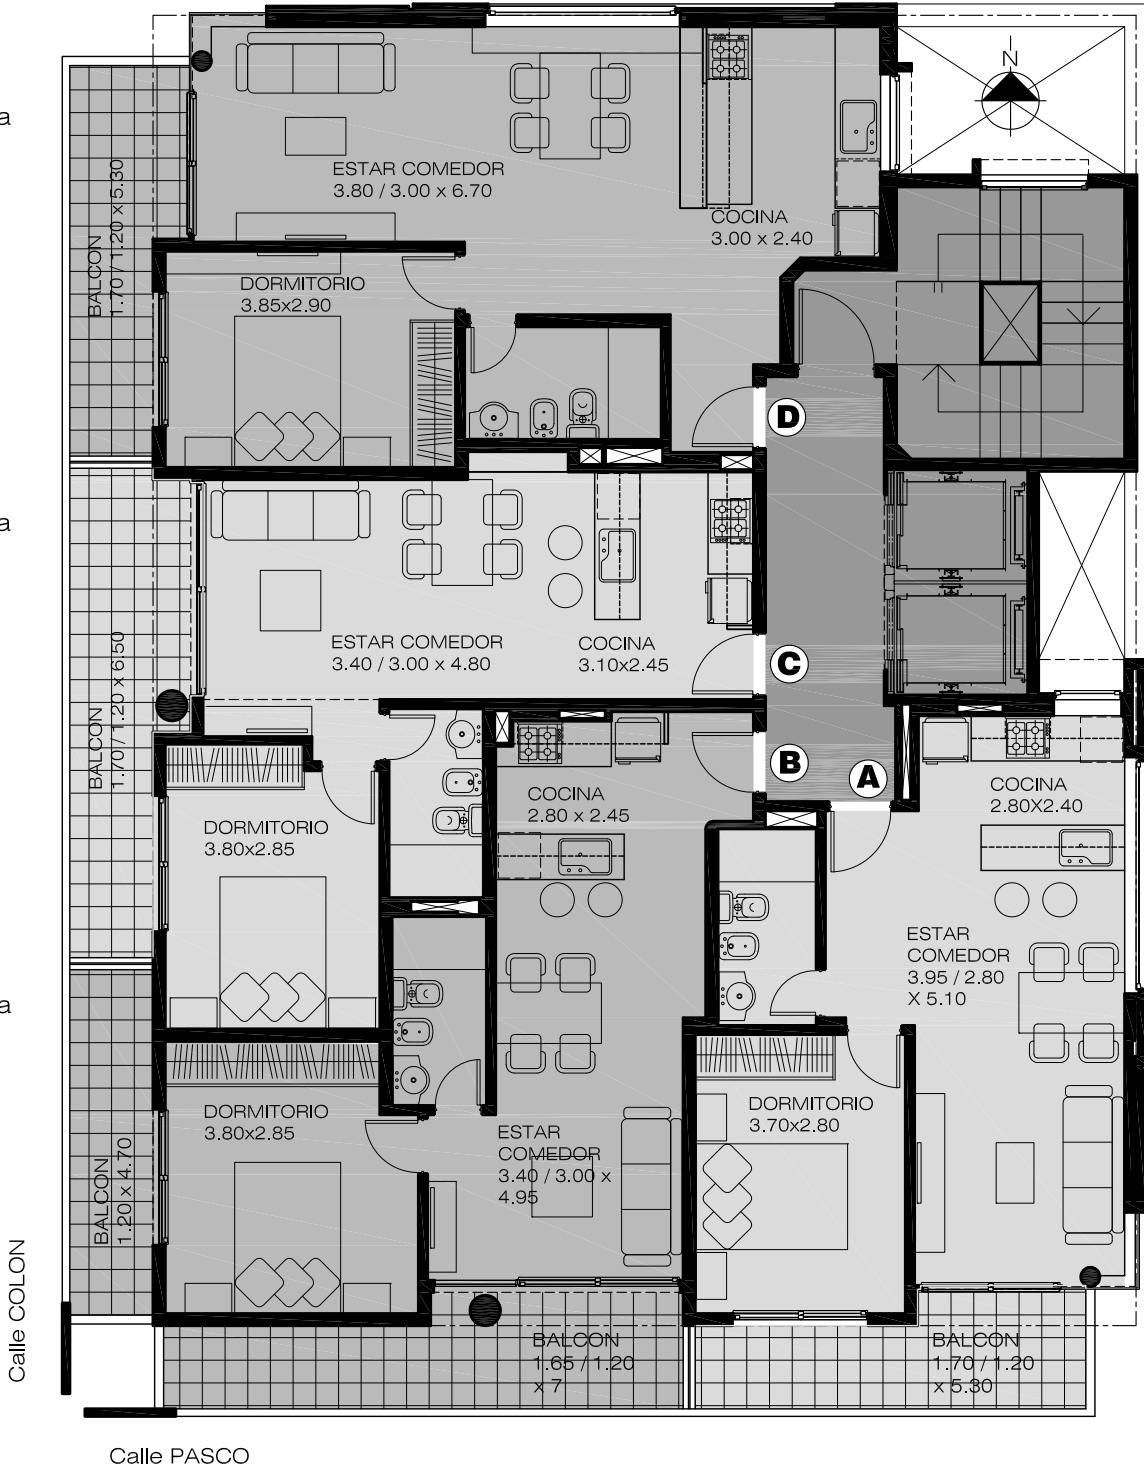 N
a
ESTAR COMEDOR
3.80 / 3.00 x 6.70
COCINA
3.00 x 2.40
BALCON
1.70 / 1.20 x 5.30
DORMITORIO
3.85x2.90
D
a
ESTAR COMEDOR
3.40 / 3.00 x 4.80
COCINA
3.10x2.45
C
BALCON
1.70 / 1.20 x 6.50
B
A
COCINA
2.80 x 2.45
COCINA
2.80X2.40
DORMITORIO
3.80x2.85
ESTAR
COMEDOR
3.95 / 2.80
X 5.10
a
DORMITORIO
3.80x2.85
BALCON
1.20 x 4.70
ESTAR
COMEDOR
3.40 / 3.00 x
4.95
DORMITORIO
3.70x2.80
BALCON
1.65 / 1.20
x 7
BALCON
1.70 / 1.20
x 5.30
Calle COLON
Calle PASCO